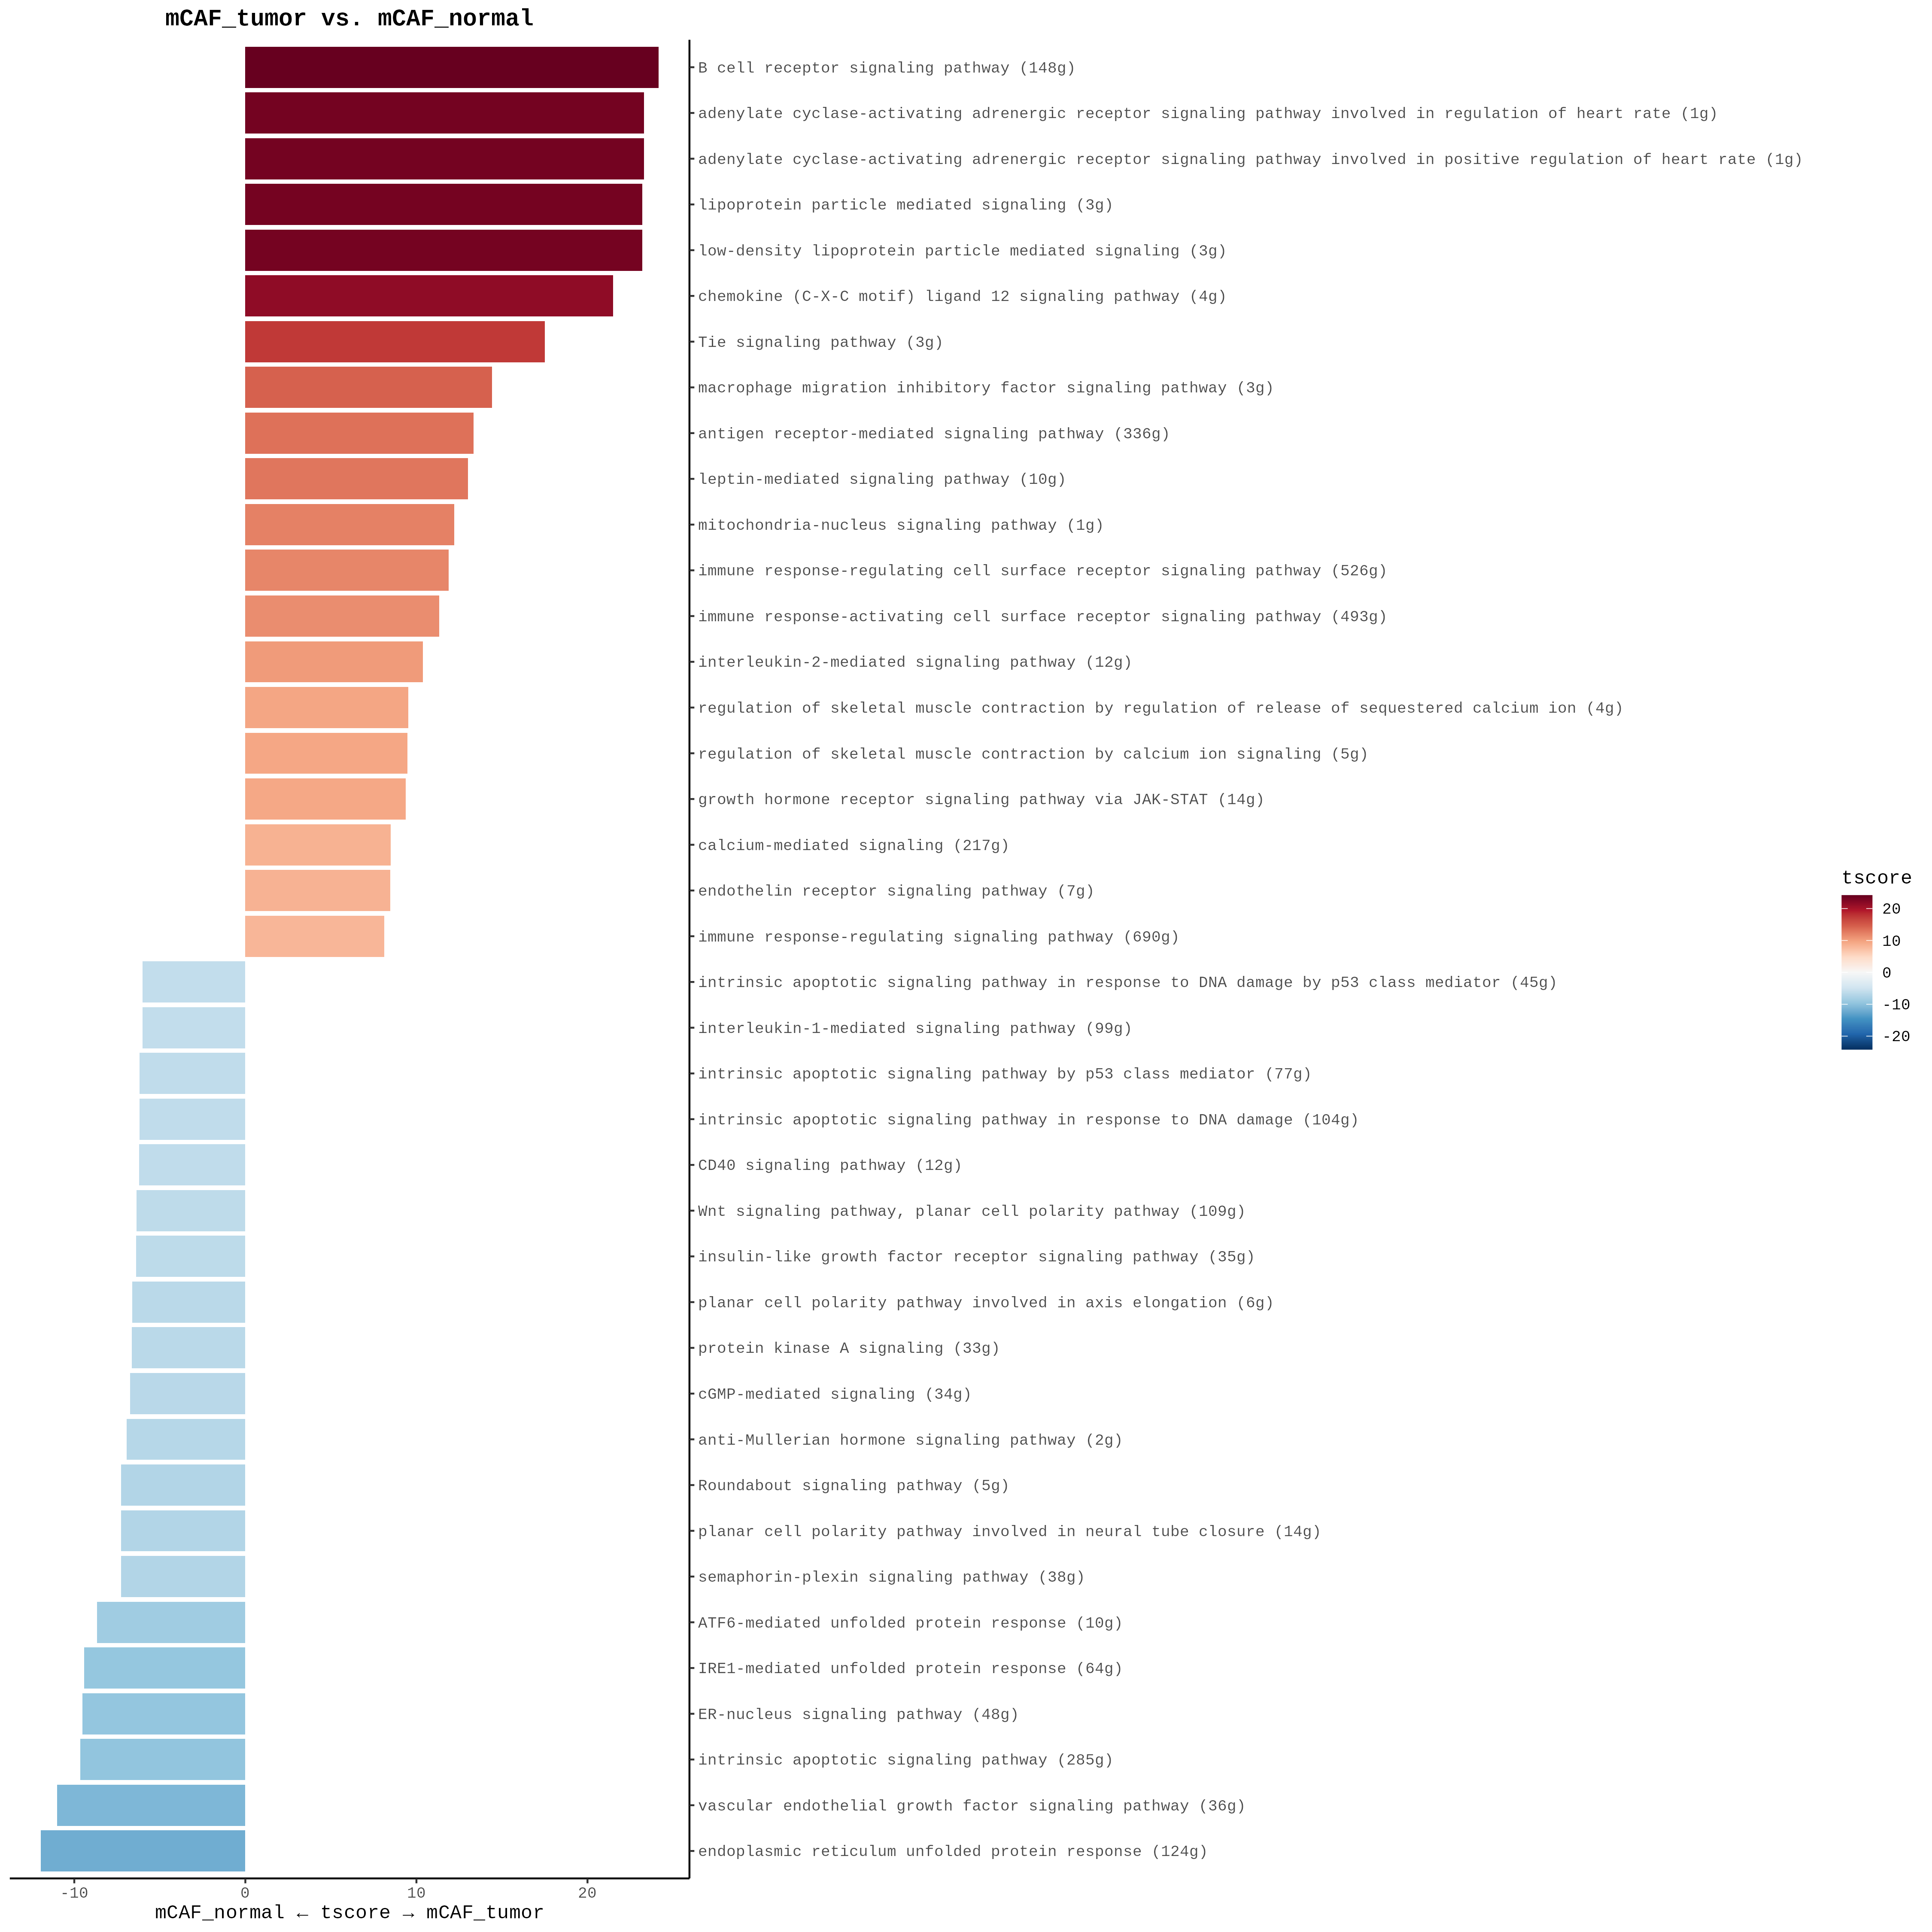 mCAF_tumor vs. mCAF_normal
B cell receptor signaling pathway (148g)
adenylate cyclase-activating adrenergic receptor signaling pathway involved in regulation of heart rate (1g)
adenylate cyclase-activating adrenergic receptor signaling pathway involved in positive regulation of heart rate (1g)
lipoprotein particle mediated signaling (3g)
low-density lipoprotein particle mediated signaling (3g)
chemokine (C-X-C motif) ligand 12 signaling pathway (4g)
Tie signaling pathway (3g)
macrophage migration inhibitory factor signaling pathway (3g)
antigen receptor-mediated signaling pathway (336g)
leptin-mediated signaling pathway (10g)
mitochondria-nucleus signaling pathway (1g)
immune response-regulating cell surface receptor signaling pathway (526g)
immune response-activating cell surface receptor signaling pathway (493g)
interleukin-2-mediated signaling pathway (12g)
regulation of skeletal muscle contraction by regulation of release of sequestered calcium ion (4g)
regulation of skeletal muscle contraction by calcium ion signaling (5g)
growth hormone receptor signaling pathway via JAK-STAT (14g)
calcium-mediated signaling (217g)
endothelin receptor signaling pathway (7g)
immune response-regulating signaling pathway (690g)
intrinsic apoptotic signaling pathway in response to DNA damage by p53 class mediator (45g)
interleukin-1-mediated signaling pathway (99g)
intrinsic apoptotic signaling pathway by p53 class mediator (77g)
intrinsic apoptotic signaling pathway in response to DNA damage (104g)
CD40 signaling pathway (12g)
Wnt signaling pathway, planar cell polarity pathway (109g)
insulin-like growth factor receptor signaling pathway (35g)
planar cell polarity pathway involved in axis elongation (6g)
protein kinase A signaling (33g)
cGMP-mediated signaling (34g)
anti-Mullerian hormone signaling pathway (2g)
Roundabout signaling pathway (5g)
planar cell polarity pathway involved in neural tube closure (14g)
semaphorin-plexin signaling pathway (38g)
ATF6-mediated unfolded protein response (10g)
IRE1-mediated unfolded protein response (64g)
ER-nucleus signaling pathway (48g)
intrinsic apoptotic signaling pathway (285g)
vascular endothelial growth factor signaling pathway (36g)
endoplasmic reticulum unfolded protein response (124g)
-10 0 10 20
mCAF_normal ← tscore → mCAF_tumor
tscore
20
10
0
-10
-20